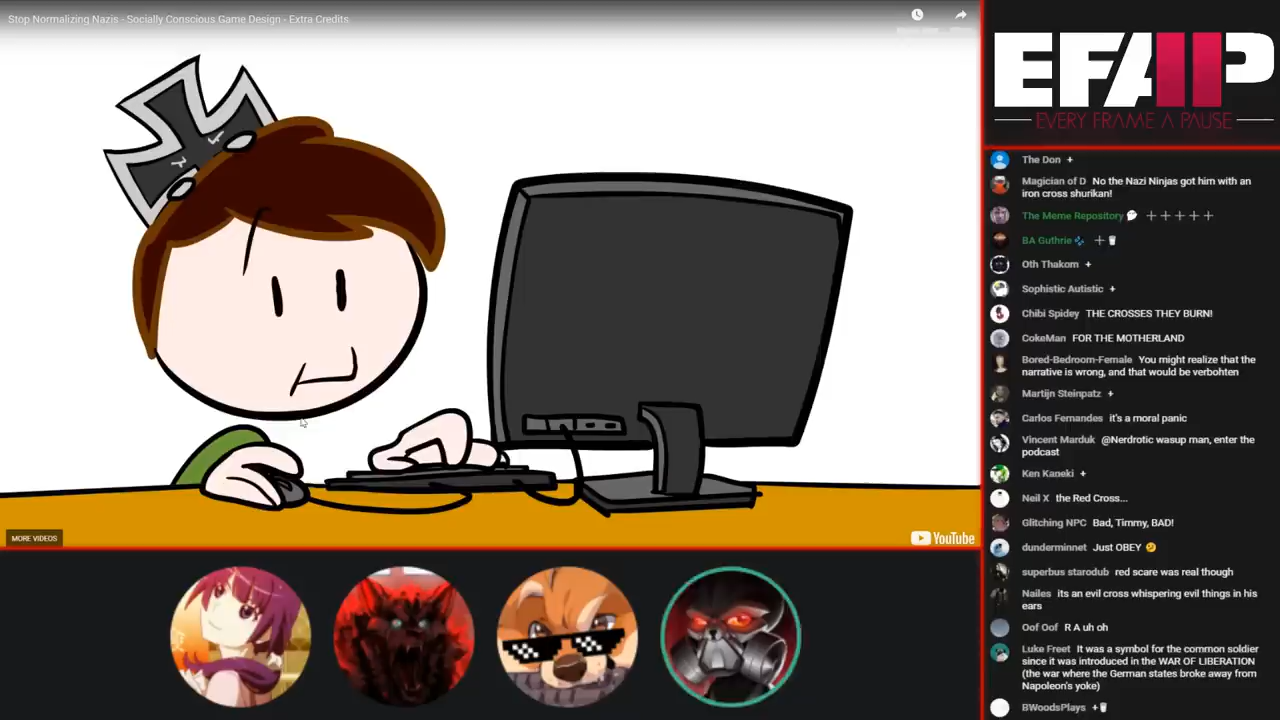 Stop Normalizing Nazis - Socially Conscious Game Design - Extra Credits
MORE VIDEOS
YouTube
EFAP
EVERY FRAME A PAUSE
The Don +
Magician of D No the Nazi Ninjas got him with an
iron cross shurikan!
The Meme Repository + + + + +
BA Guthrie +
Oth Thakom +
Sophistic Autistic +
Chibi Spidey THE CROSSES THEY BURN!
CokeMan FOR THE MOTHERLAND
Bored-Bedroom-Female You might realize that the
narrative is wrong, and that would be verbohten
Martijn Steinpatz +
Carlos Fernandes it's a moral panic
Vincent Marduk @Nerdrotic wasup man, enter the
podcast
Ken Kaneki +
Neil X the Red Cross...
Glitching NPC Bad, Timmy, BAD!
dunderminnet Just OBEY
superbus starodub red scare was real though
Nailes its an evil cross whispering evil things in his
ears
Oof Oof R A uh oh
Luke Freet It was a symbol for the common soldier
since it was introduced in the WAR OF LIBERATION
(the war where the German states broke away from
Napoleon's yoke)
BWoodsPlays +